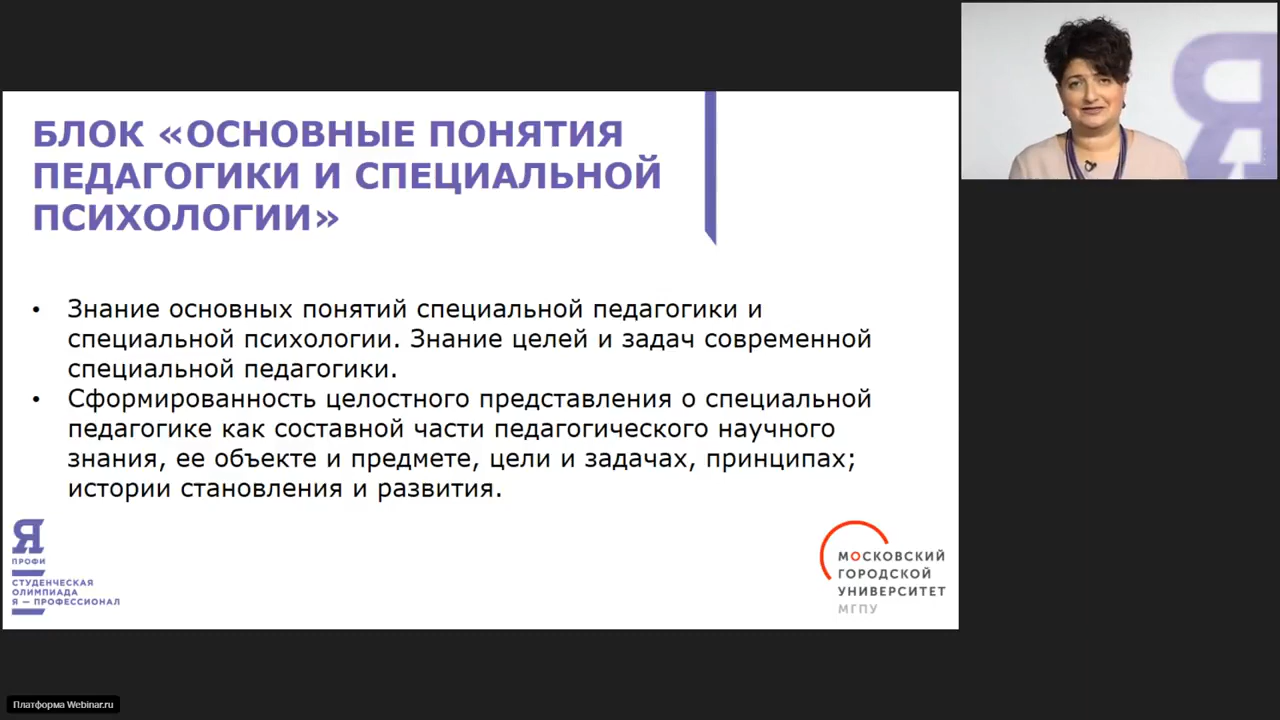 БЛОК «ОСНОВНЫЕ ПОНЯТИЯ
ПЕДАГОГИКИ И СПЕЦИАЛЬНОЙ
ПСИХОЛОГИИ»
• Знание основных понятий специальной педагогики и
специальной психологии. Знание целей и задач современной
специальной педагогики.
• Сформированность целостного представления о специальной
педагогике как составной части педагогического научного
знания, ее объекте и предмете, цели и задачах, принципах;
истории становления и развития.
Я
ПРОФИ
СТУДЕНЧЕСКАЯ
ОЛИМПИАДА
Я — ПРОФЕССИОНАЛ
МОСКОВСКИЙ
ГОРОДСКОЙ
УНИВЕРСИТЕТ
МГПУ
Я
Платформа Webinar.ru